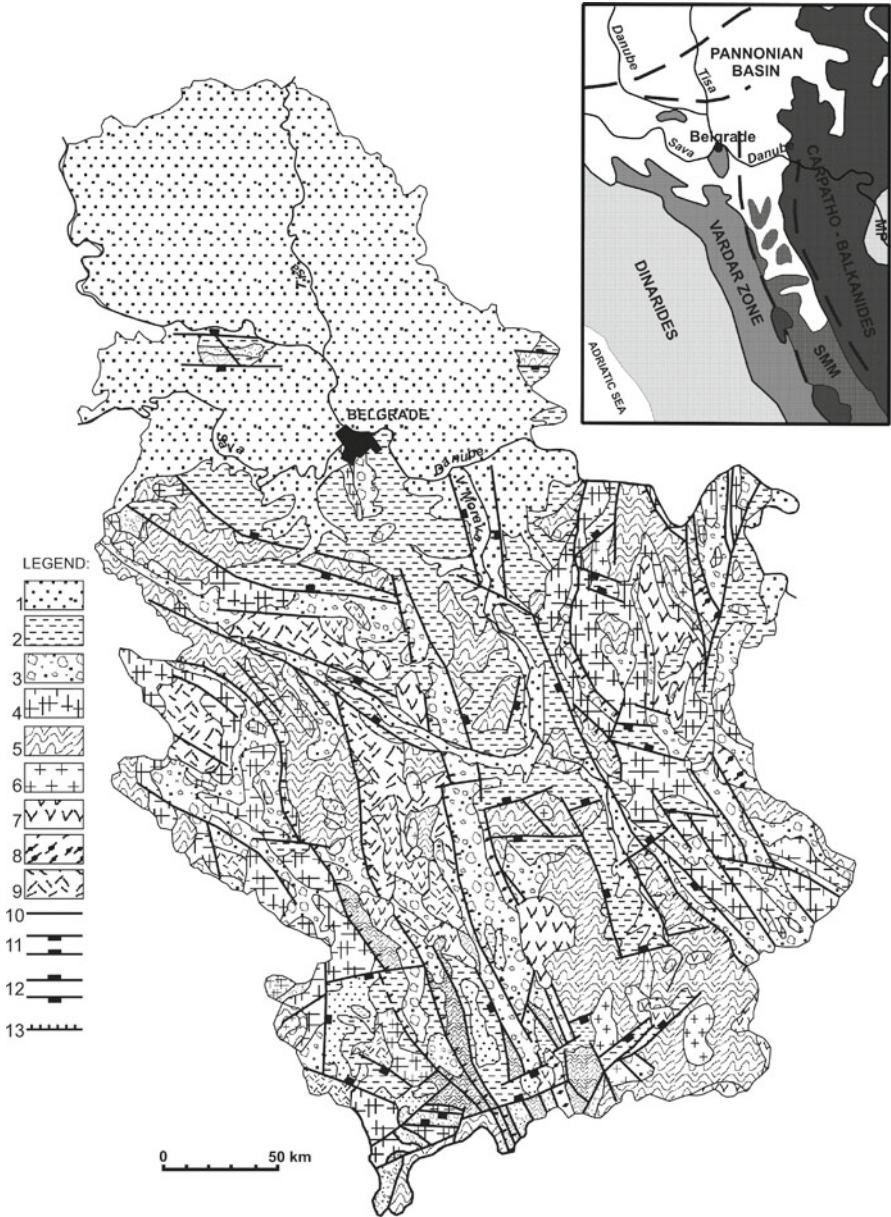 Danube
Tisa
PANNONIAN
BASIN
Belgrade
Sava
Danube
CARPATHO - BALKANIDES
MP
VARDAR ZONE
DINARIDES
SMM
ADRIATIC SEA
Tisa
BELGRADE
Sava
Danube
V. Morava
LEGEND:
1
2
3
4
5
6
7
8
9
10
11
12
13
0 50 km